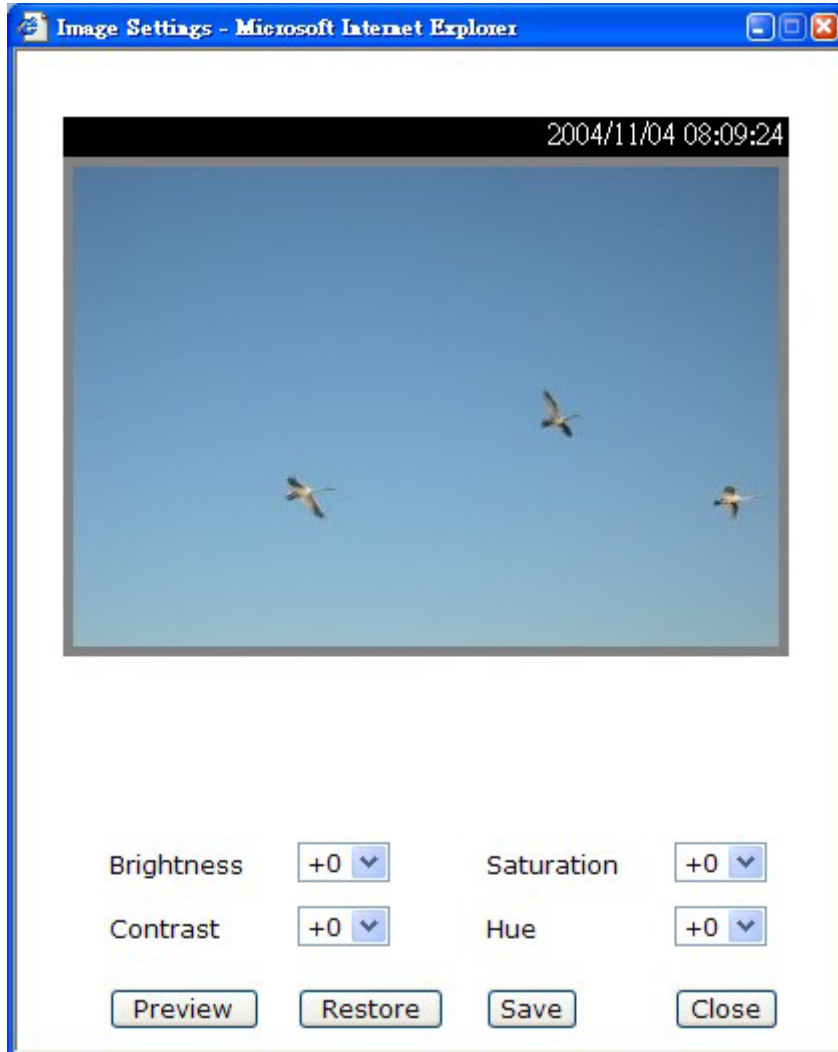 Image Settings - Microsoft Internet Explorer
2004/11/04 08:09:24
Brightness +0 Saturation +0
Contrast +0 Hue +0
Preview Restore Save Close